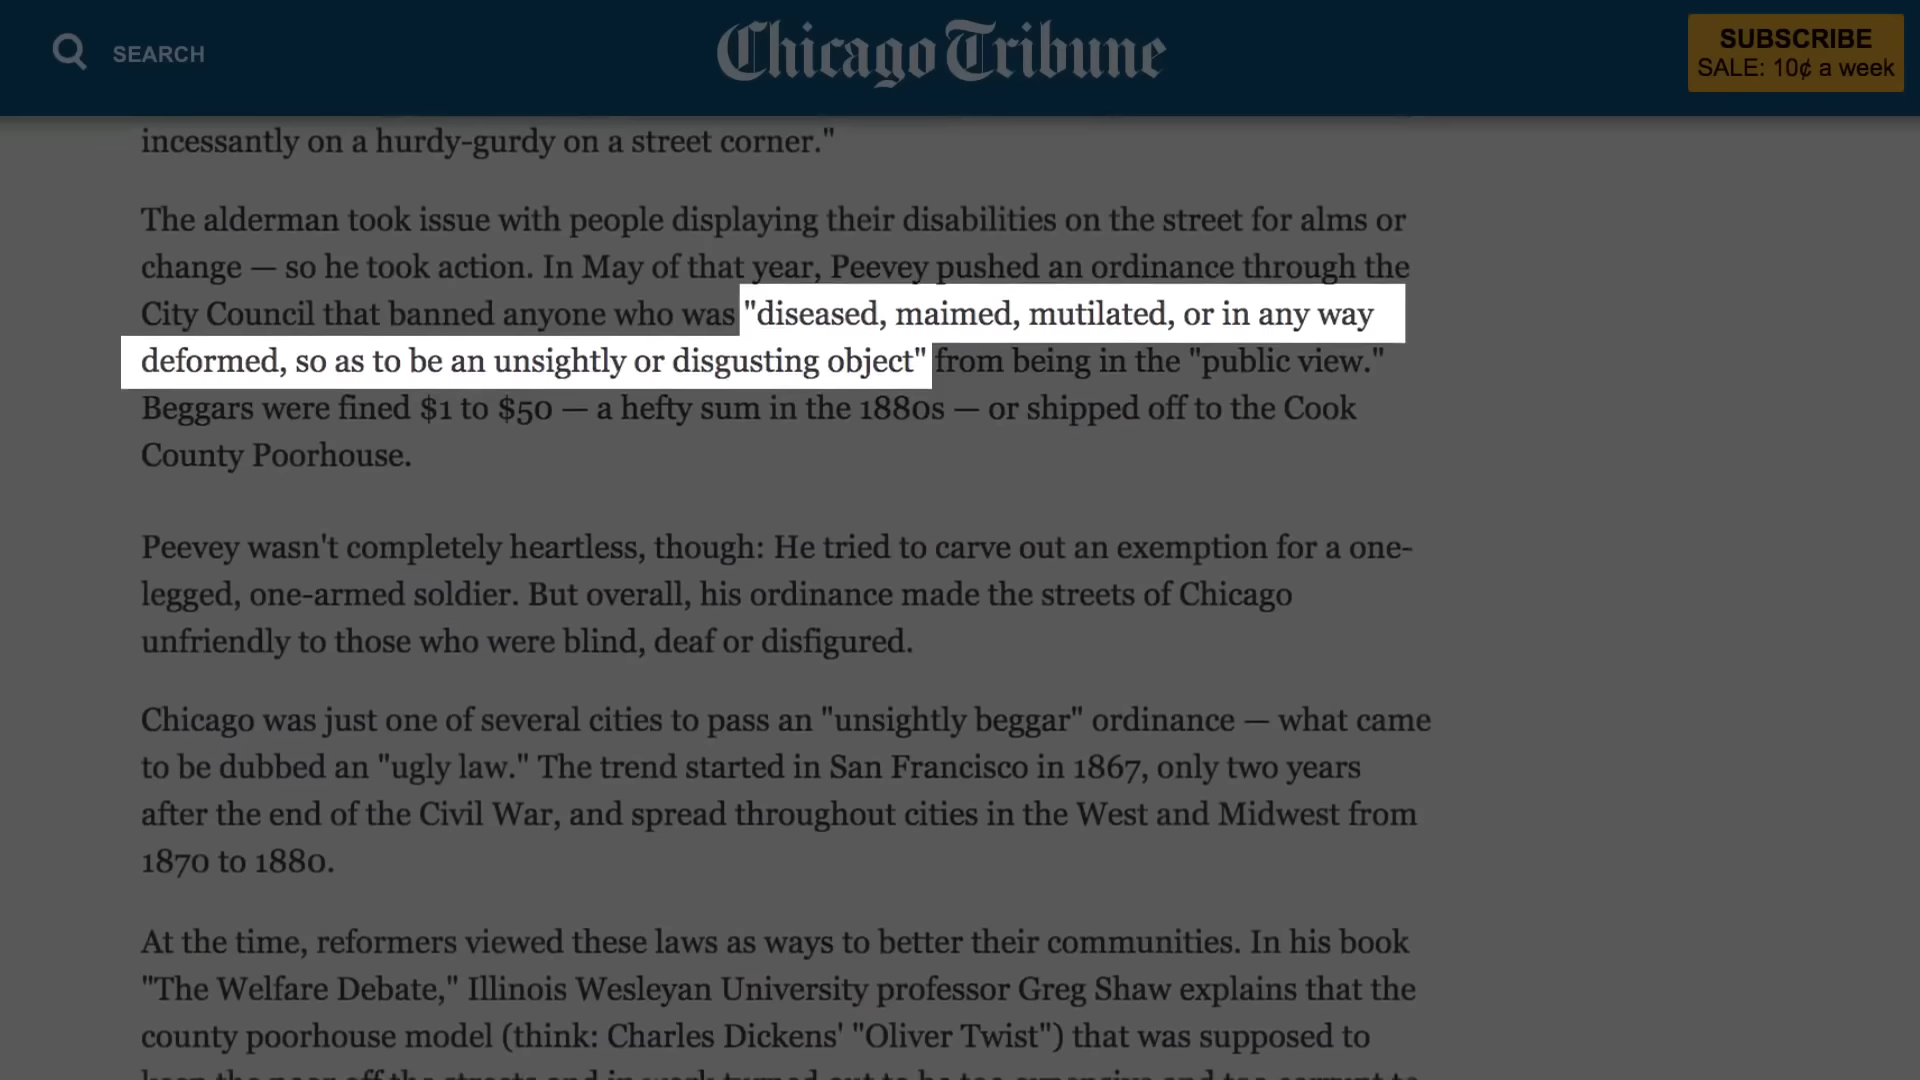 SEARCH
Chicago Tribune
SUBSCRIBE
SALE: 10¢ a week
incessantly on a hurdy-gurdy on a street corner."
The alderman took issue with people displaying their disabilities on the street for alms or
change — so he took action. In May of that year, Peevey pushed an ordinance through the
City Council that banned anyone who was "diseased, maimed, mutilated, or in any way
deformed, so as to be an unsightly or disgusting object" from being in the "public view."
Beggars were fined $1 to $50 — a hefty sum in the 1880s — or shipped off to the Cook
County Poorhouse.
Peevey wasn't completely heartless, though: He tried to carve out an exemption for a one-
legged, one-armed soldier. But overall, his ordinance made the streets of Chicago
unfriendly to those who were blind, deaf or disfigured.
Chicago was just one of several cities to pass an "unsightly beggar" ordinance — what came
to be dubbed an "ugly law." The trend started in San Francisco in 1867, only two years
after the end of the Civil War, and spread throughout cities in the West and Midwest from
1870 to 1880.
At the time, reformers viewed these laws as ways to better their communities. In his book
"The Welfare Debate," Illinois Wesleyan University professor Greg Shaw explains that the
county poorhouse model (think: Charles Dickens' "Oliver Twist") that was supposed to